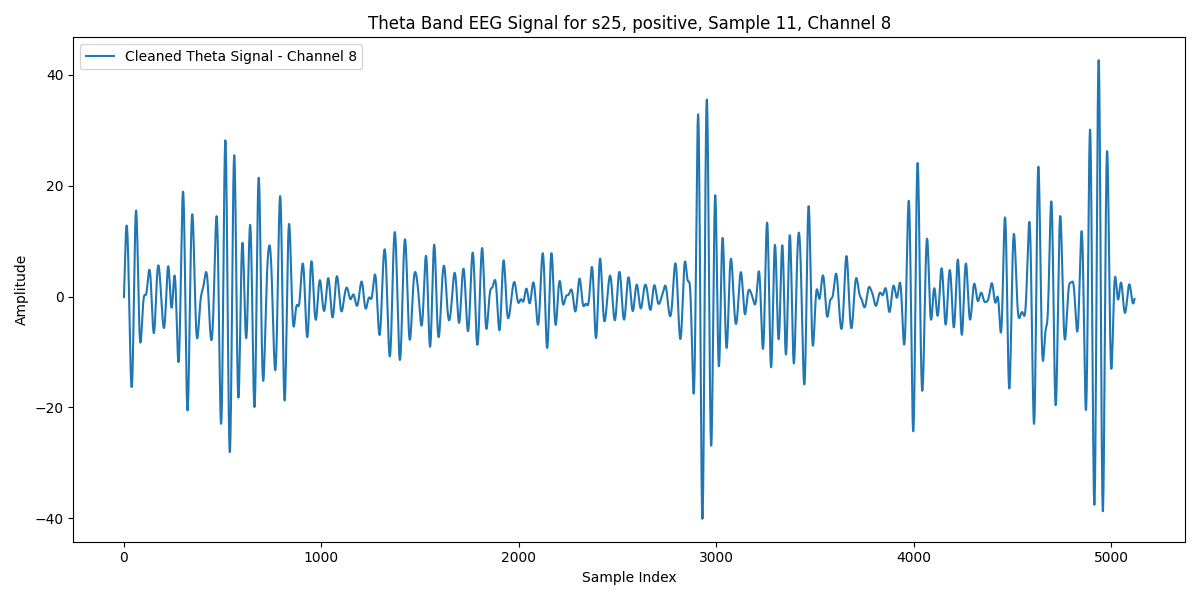 Theta Band EEG Signal for s25, positive, Sample 11, Channel 8
Cleaned Theta Signal - Channel 8
Amplitude
40
20
0
−20
−40
0 1000 2000 3000 4000 5000
Sample Index